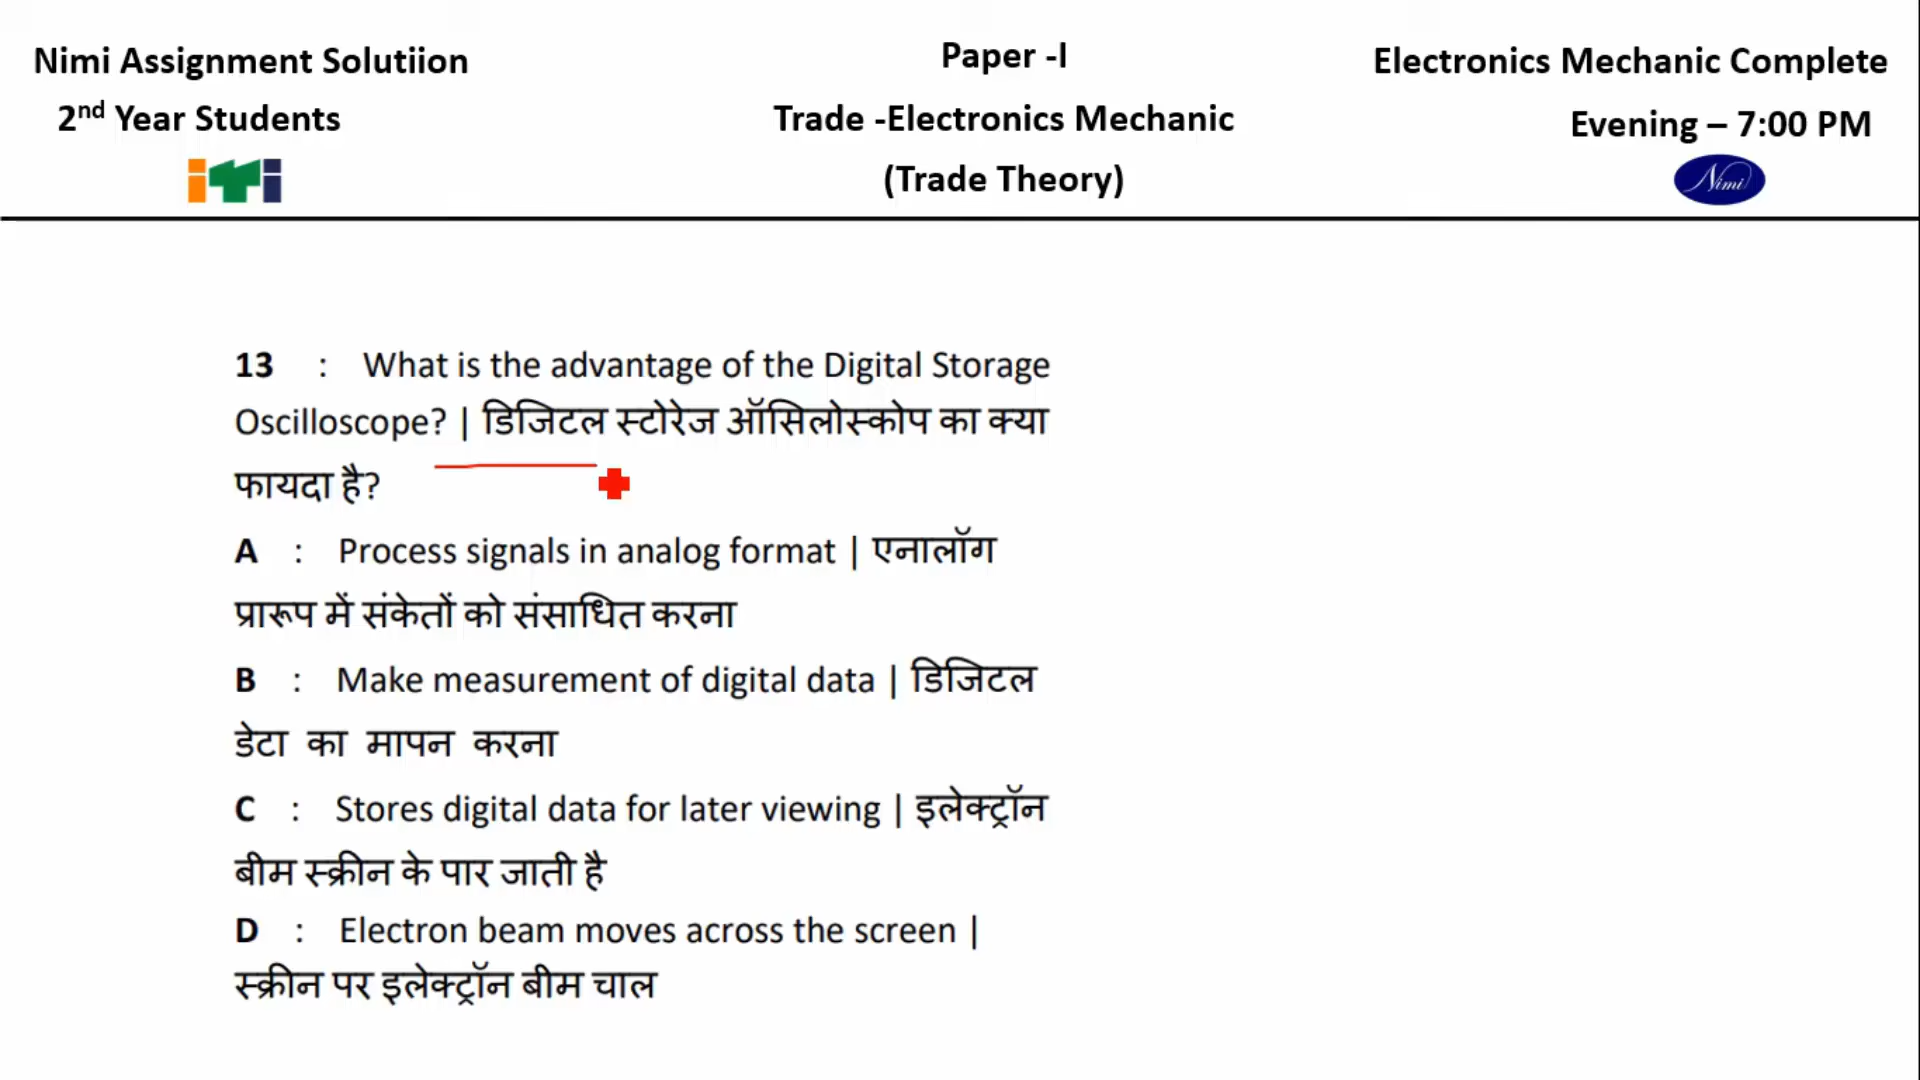 Nimi Assignment Solutiion
2nd Year Students
iTi
Paper -I
Trade -Electronics Mechanic
(Trade Theory)
Electronics Mechanic Complete
Evening – 7:00 PM
Nimi
13 : What is the advantage of the Digital Storage
Oscilloscope? | डिजिटल स्टोरेज ऑसिलोस्कोप का क्या
फायदा है?
A : Process signals in analog format | एनालॉग
प्रारूप में संकेतों को संसाधित करना
B : Make measurement of digital data | डिजिटल
डेटा का मापन करना
C : Stores digital data for later viewing | इलेक्ट्रॉन
बीम स्क्रीन के पार जाती है
D : Electron beam moves across the screen |
स्क्रीन पर इलेक्ट्रॉन बीम चाल